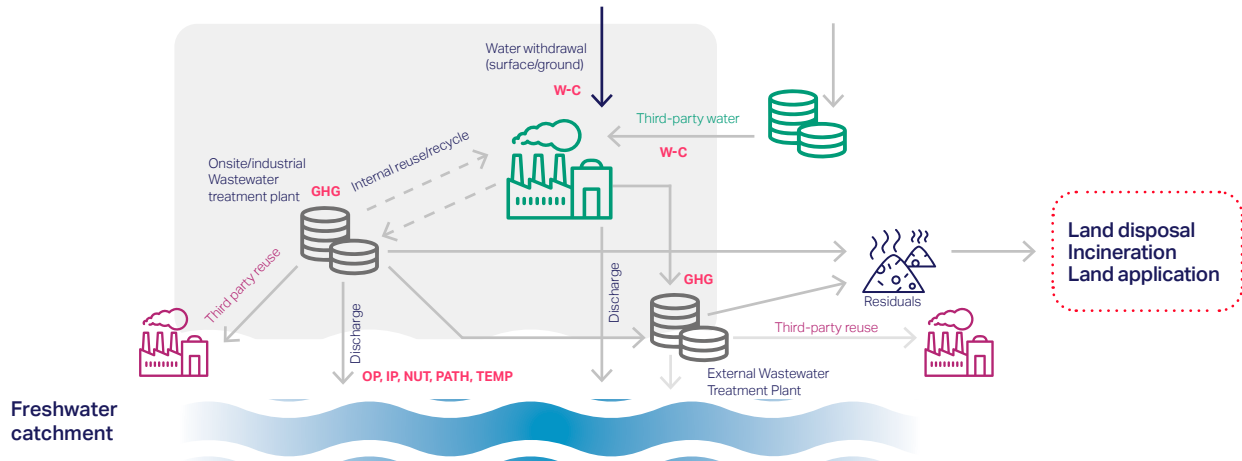 Water withdrawal
(surface/ground)
W-C
Third-party water
W-C
Internal reuse/recycle
Onsite/industrial
Wastewater
treatment plant
GHG
Land disposal
Incineration
Land application
Third party reuse
Discharge
Discharge
GHG
Residuals
Third-party reuse
External Wastewater
Treatment Plant
OP, IP, NUT, PATH, TEMP
Freshwater
catchment